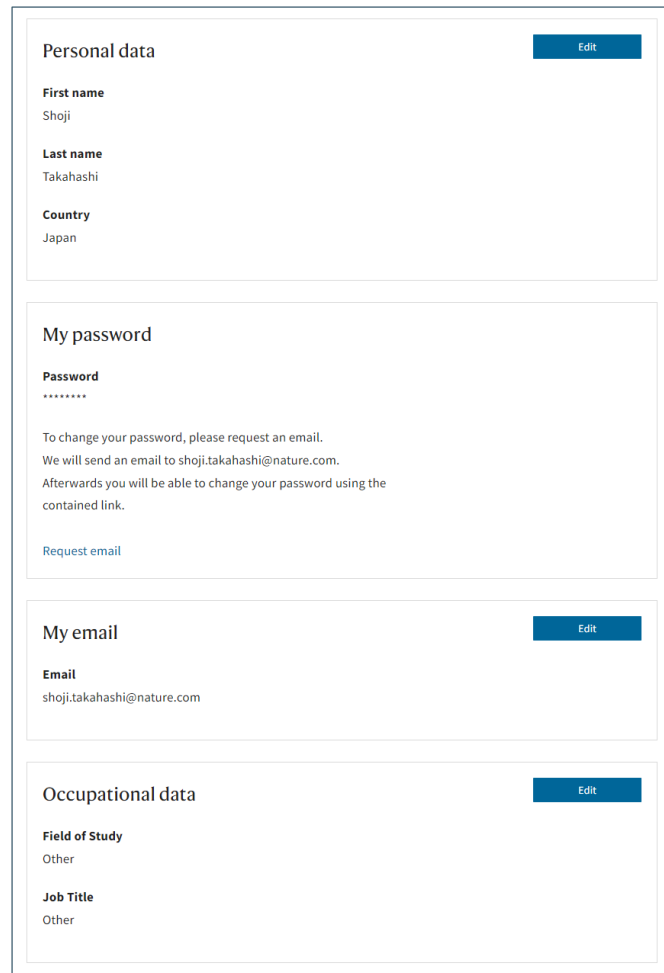 Personal data
Edit
First name
Shoji
Last name
Takahashi
Country
Japan
My password
Password
********
To change your password, please request an email.
We will send an email to shoji.takahashi@nature.com.
Afterwards you will be able to change your password using the
contained link.
Request email
My email
Edit
Email
shoji.takahashi@nature.com
Occupational data
Edit
Field of Study
Other
Job Title
Other